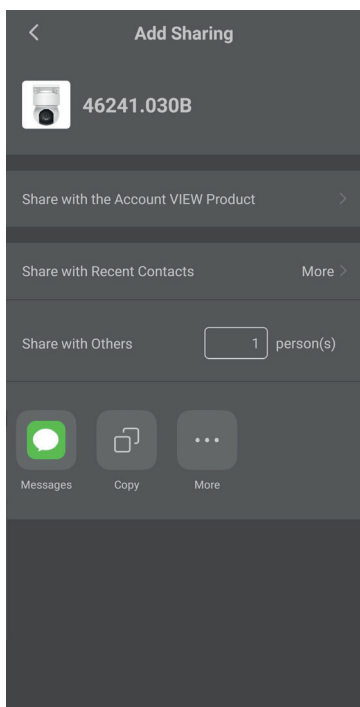 Add Sharing
46241.030B
Share with the Account VIEW Product
Share with Recent Contacts More
Share with Others 1 person(s)
Messages Copy More